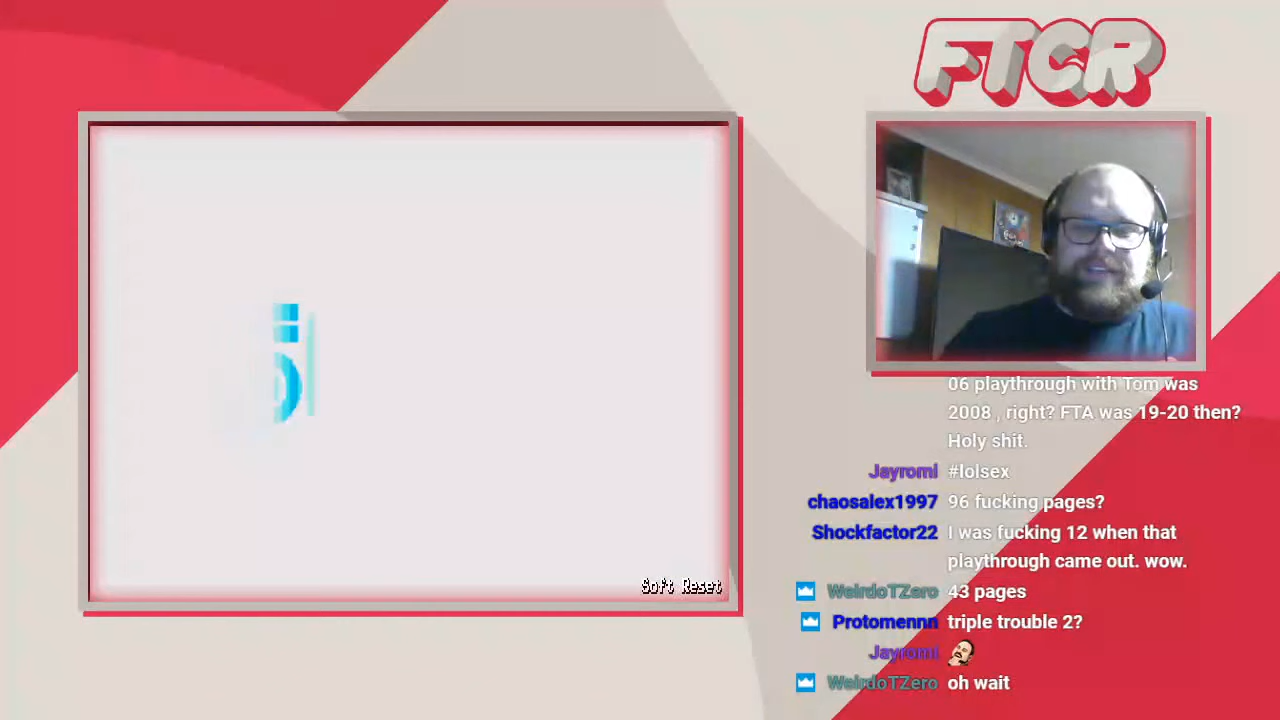 FTCR
06 playthrough with Tom was
2008 , right? FTA was 19-20 then?
Holy shit.
Jayromi #lolsex
chaosalex1997 96 fucking pages?
Shockfactor22 I was fucking 12 when that
playthrough came out. wow.
WeirdoTZero 43 pages
Protomennn triple trouble 2?
Jayromi
WeirdoTZero oh wait
Soft Reset